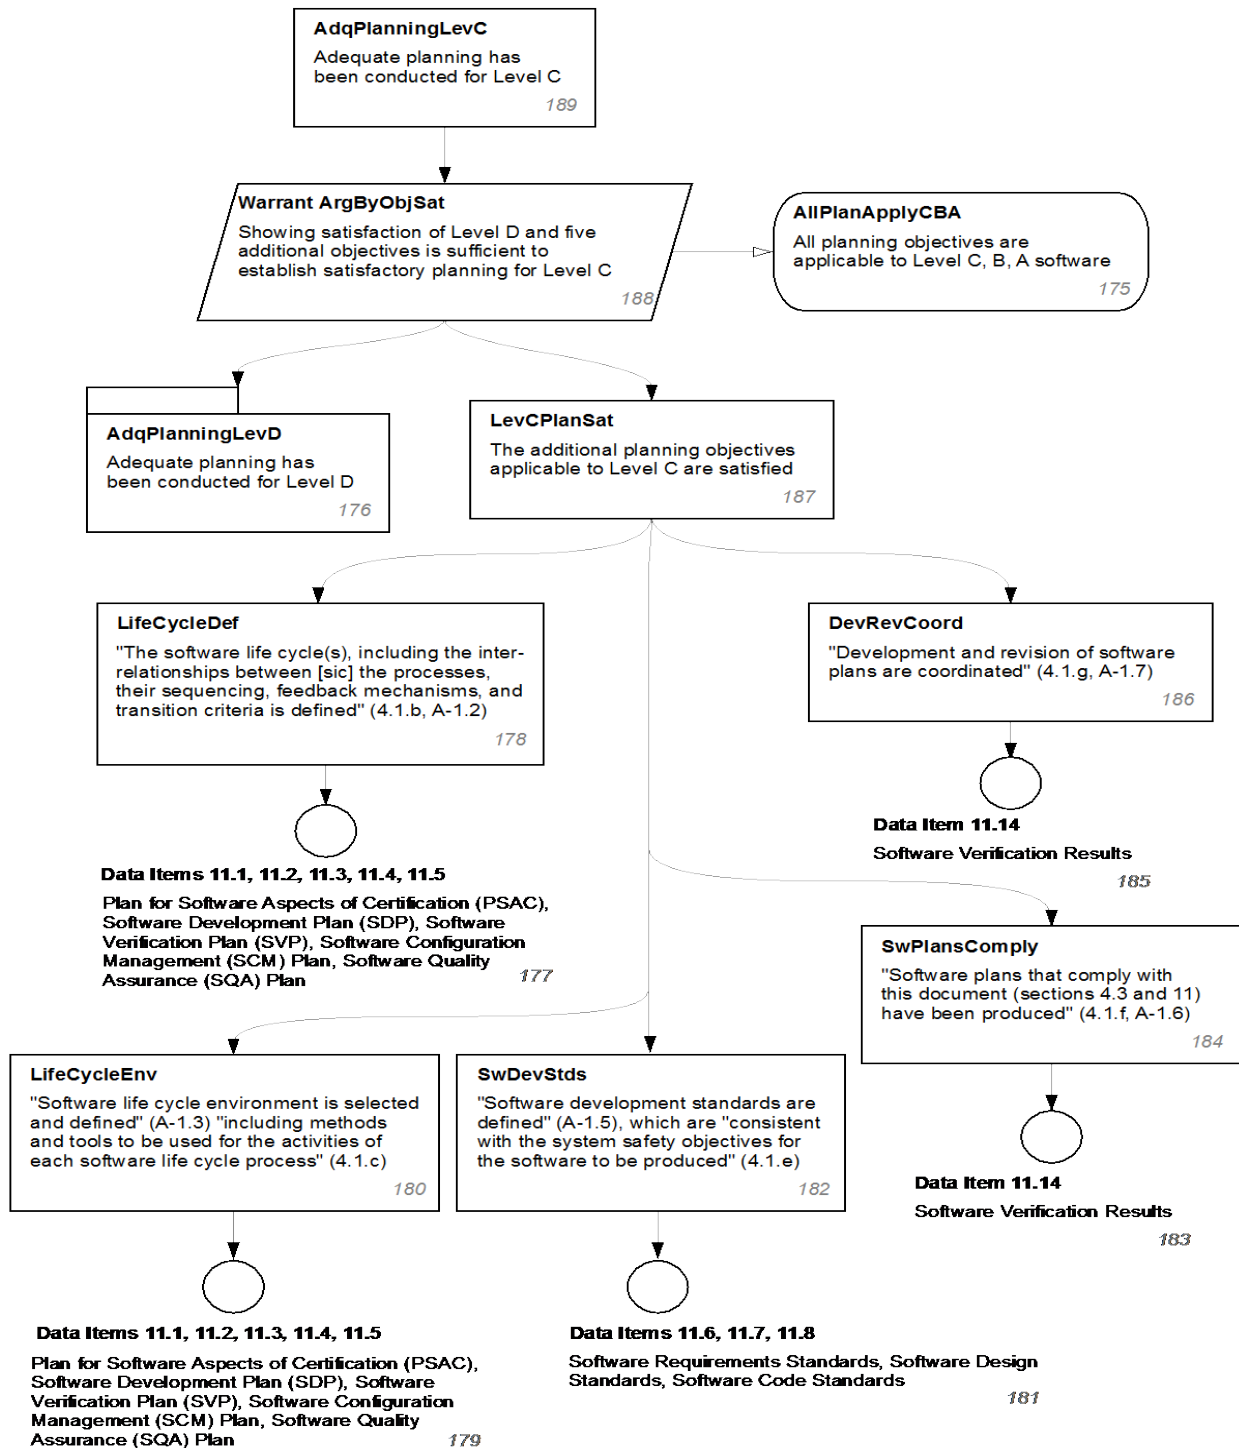 AdqPlanningLevC
Adequate planning has
been conducted for Level C
189
Warrant ArgByObjSat
Showing satisfaction of Level D and five
additional objectives is sufficient to
establish satisfactory planning for Level C
188
AllPlanApplyCBA
All planning objectives are
applicable to Level C, B, A software
175
AdqPlanningLevD
Adequate planning has
been conducted for Level D
176
LevCPlanSat
The additional planning objectives
applicable to Level C are satisfied
187
LifeCycleDef
"The software life cycle(s), including the inter-
relationships between [sic] the processes,
their sequencing, feedback mechanisms, and
transition criteria is defined" (4.1.b, A-1.2)
178
DevRevCoord
"Development and revision of software
plans are coordinated" (4.1.g, A-1.7)
186
Data Items 11.1, 11.2, 11.3, 11.4, 11.5
Plan for Software Aspects of Certification (PSAC),
Software Development Plan (SDP), Software
Verification Plan (SVP), Software Configuration
Management (SCM) Plan, Software Quality
Assurance (SQA) Plan
177
Data Item 11.14
Software Verification Results
185
SwPlansComply
"Software plans that comply with
this document (sections 4.3 and 11)
have been produced" (4.1.f, A-1.6)
184
LifeCycleEnv
"Software life cycle environment is selected
and defined" (A-1.3) "including methods
and tools to be used for the activities of
each software life cycle process" (4.1.c)
180
SwDevStds
"Software development standards are
defined" (A-1.5), which are "consistent
with the system safety objectives for
the software to be produced" (4.1.e)
182
Data Item 11.14
Software Verification Results
183
Data Items 11.1, 11.2, 11.3, 11.4, 11.5
Plan for Software Aspects of Certification (PSAC),
Software Development Plan (SDP), Software
Verification Plan (SVP), Software Configuration
Management (SCM) Plan, Software Quality
Assurance (SQA) Plan
179
Data Items 11.6, 11.7, 11.8
Software Requirements Standards, Software Design
Standards, Software Code Standards
181